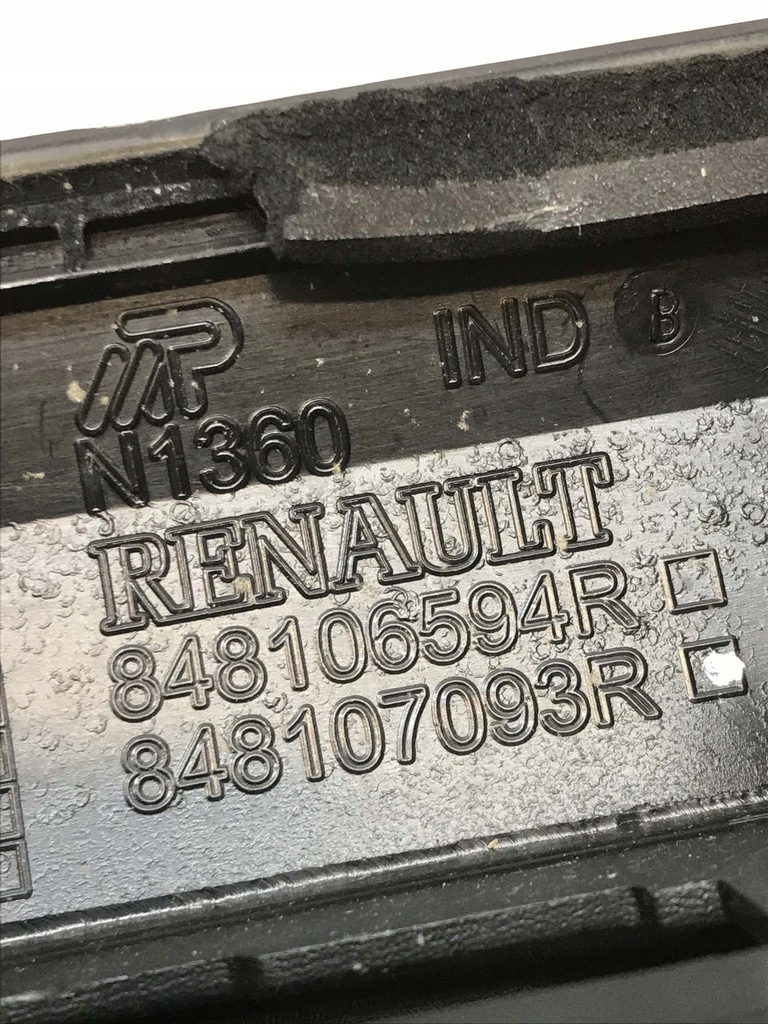 IND B
N1360
RENAULT
848106594R
848107093R